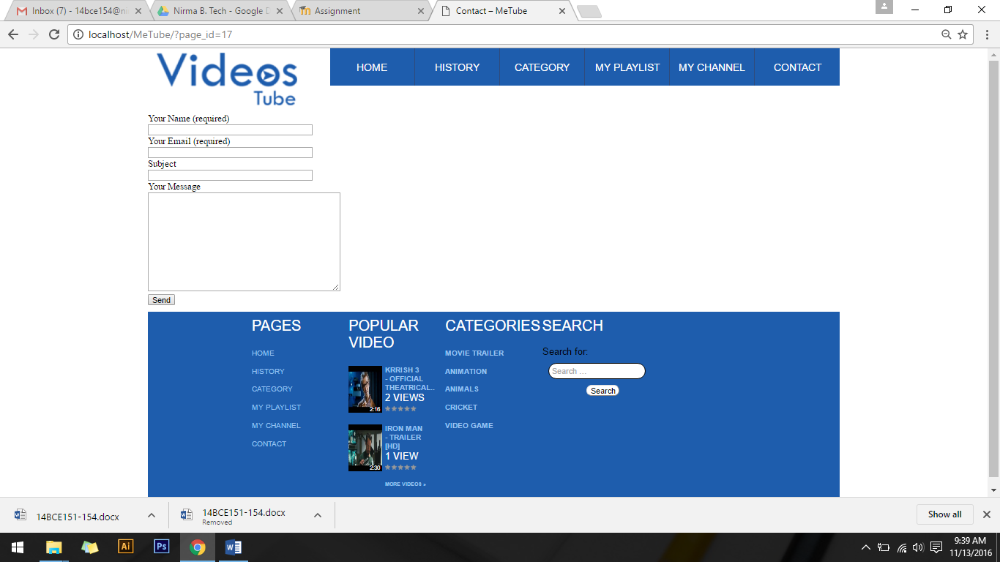 Inbox (7) - 14bce154@ni
Nirma B. Tech - Google D
Assignment
Contact – MeTube
localhost/MeTube/?page_id=17
Videos
Tube
HOME HISTORY CATEGORY MY PLAYLIST MY CHANNEL CONTACT
Your Name (required)
Your Email (required)
Subject
Your Message
Send
PAGES
HOME
HISTORY
CATEGORY
MY PLAYLIST
MY CHANNEL
CONTACT
POPULAR
VIDEO
2:16
KRRISH 3
- OFFICIAL
THEATRICAL..
2 VIEWS
2:30
IRON MAN
- TRAILER
[HD]
1 VIEW
MORE VIDEOS »
CATEGORIES
MOVIE TRAILER
ANIMATION
ANIMALS
CRICKET
VIDEO GAME
SEARCH
Search for:
Search …
Search
14BCE151-154.docx
14BCE151-154.docx
Removed
Show all
Ai
Ps
9:39 AM
11/13/2016